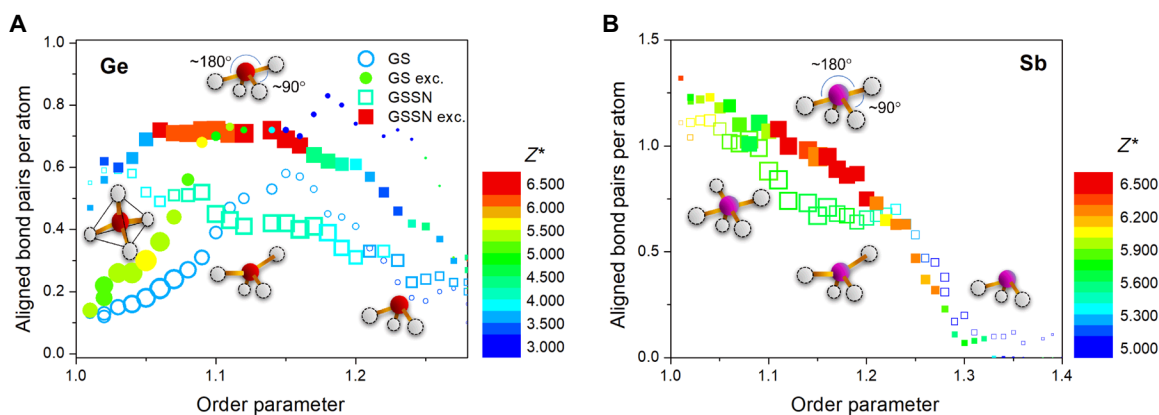 A
Aligned bond pairs per atom
1.0
0.8
0.6
0.4
0.2
0.0
Ge
~180°
~90°
GS
GS exc.
GSSN
GSSN exc.
1.0
1.1
1.2
Order parameter
Z*
6.500
6.000
5.500
5.000
4.500
4.000
3.500
3.000
B
Aligned bond pairs per atom
1.5
1.0
0.5
0.0
Sb
~180°
~90°
1.0
1.1
1.2
1.3
1.4
Order parameter
Z*
6.500
6.200
5.900
5.600
5.300
5.000